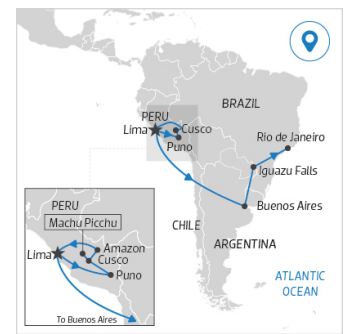 BRAZIL
PERU
Lima
Cusco
Puno
Rio de Janeiro
Iguazu Falls
Buenos Aires
CHILE
ARGENTINA
ATLANTIC
OCEAN
PERU
Machu Picchu
Amazon
Lima
Cusco
Puno
To Buenos Aires